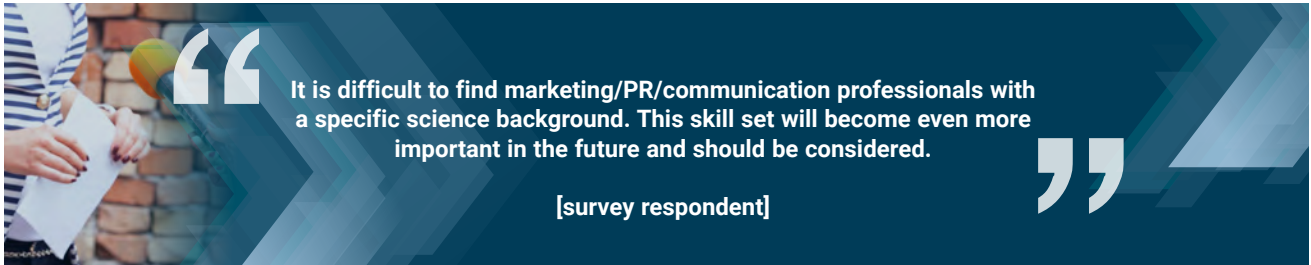 “
It is difficult to find marketing/PR/communication professionals with
a specific science background. This skill set will become even more
important in the future and should be considered.
”
[survey respondent]